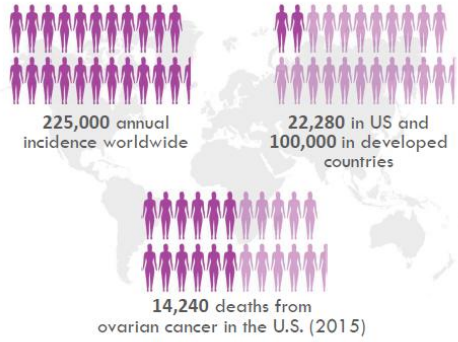 225,000 annual
incidence worldwide
22,280 in US and
100,000 in developed
countries
14,240 deaths from
ovarian cancer in the U.S. (2015)